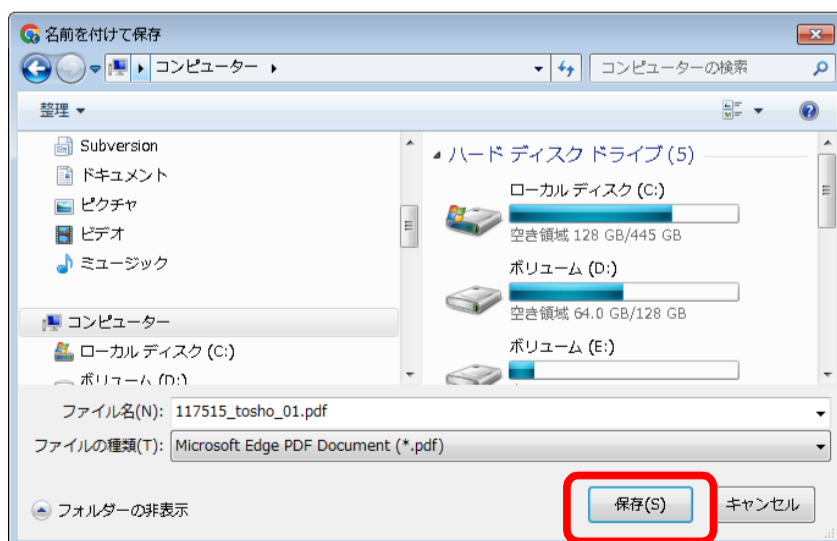 名前を付けて保存
コンピューター
コンピューターの検索
整理
Subversion
ドキュメント
ピクチャ
ビデオ
ミュージック
コンピューター
ローカル ディスク (C:)
ボリューム (D:)
ハード ディスク ドライブ (5)
ローカル ディスク (C:)
空き領域 128 GB/445 GB
ボリューム (D:)
空き領域 64.0 GB/128 GB
ボリューム (E:)
ファイル名(N): 117515_tosho_01.pdf
ファイルの種類(T): Microsoft Edge PDF Document (*.pdf)
フォルダーの非表示
保存(S)
キャンセル